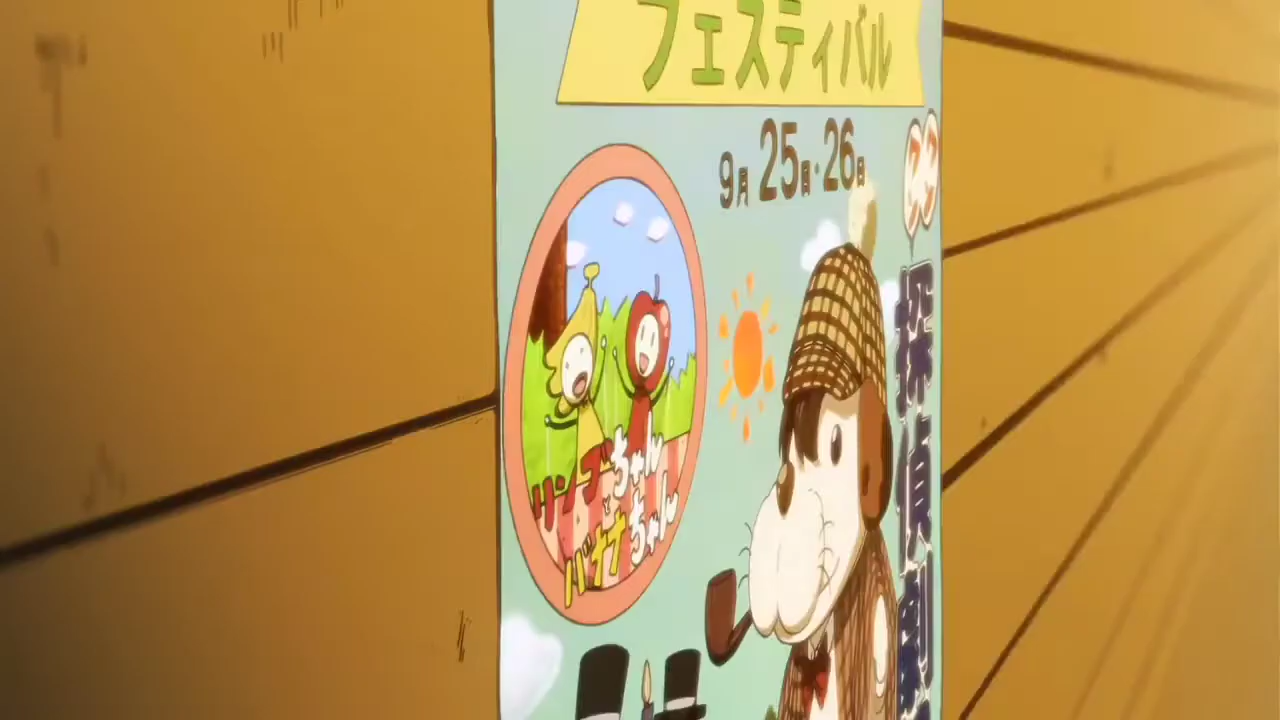 フェスティバル
9月25日・26日
リンゴちゃん
と
バナナちゃん
探偵劇